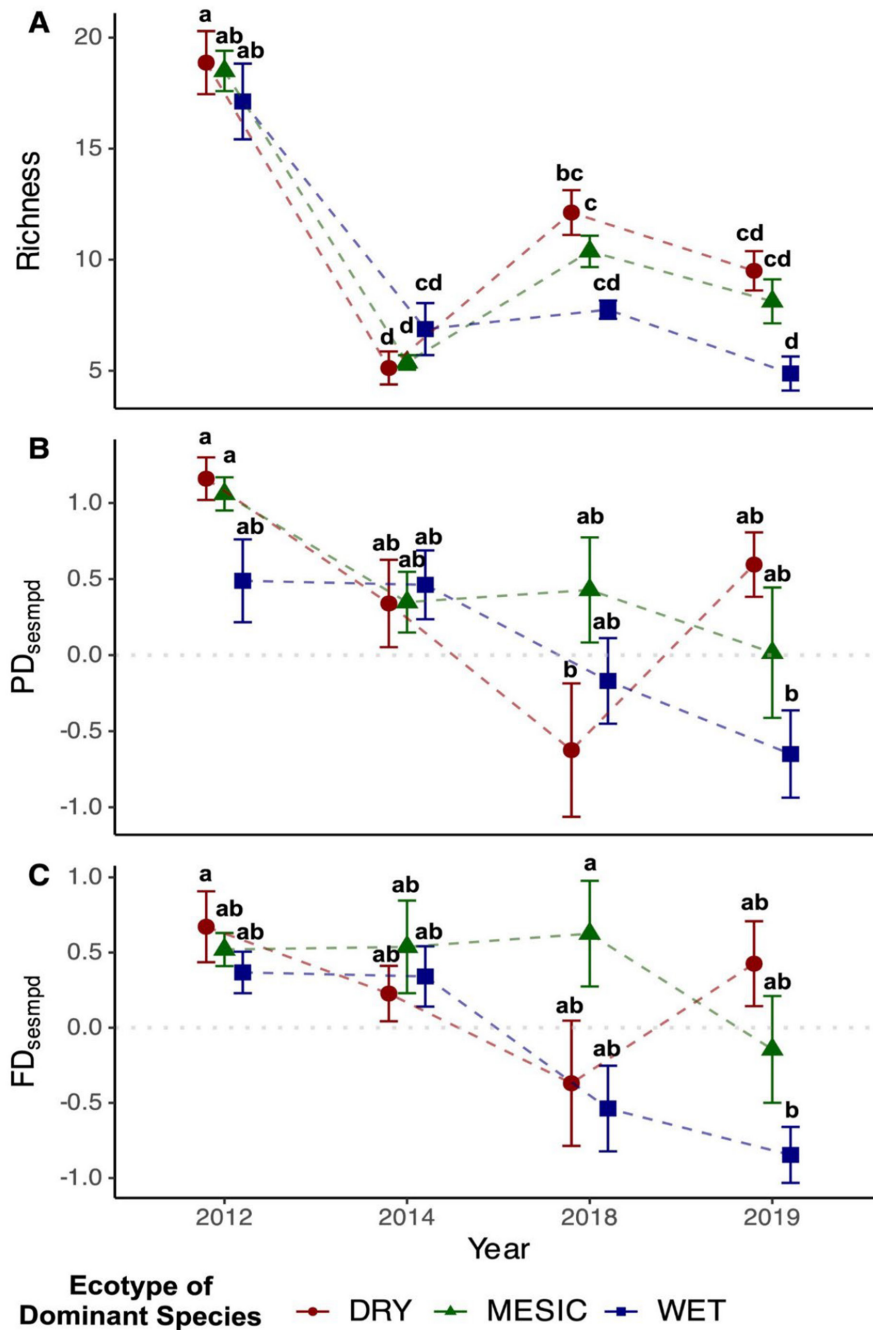 A
Richness
20
15
10
5
a
ab
ab
d
d
cd
bc
c
cd
cd
cd
d
B
PDsesmpd
1.0
0.5
0.0
-0.5
-1.0
a
a
ab
ab
ab
ab
b
ab
ab
ab
ab
b
C
FDsesmpd
1.0
0.5
0.0
-0.5
-1.0
a
ab
ab
ab
ab
ab
ab
a
ab
ab
ab
b
2012 2014 2018 2019
Year
Ecotype of
Dominant Species DRY MESIC WET